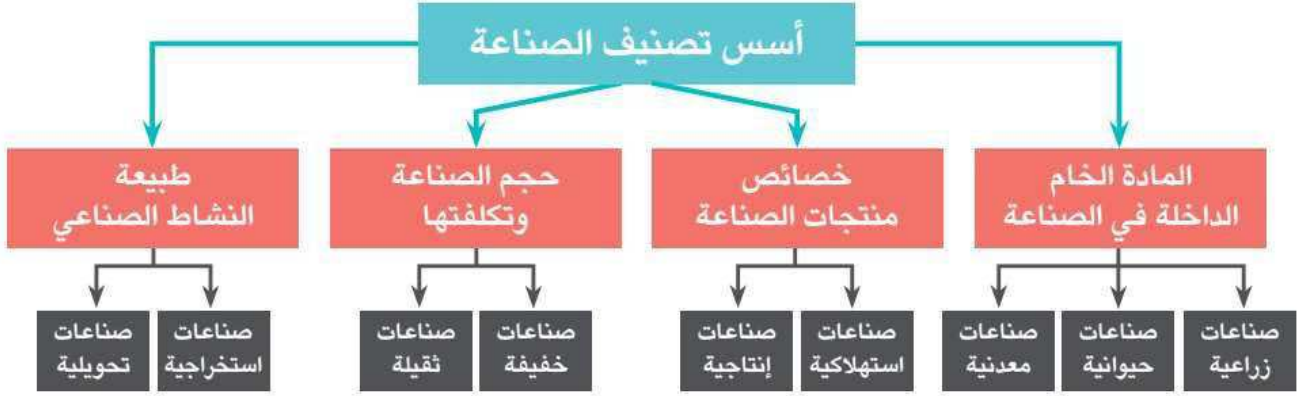 أسس تصنيف الصناعة
المادة الخام
الداخلة في الصناعة
خصائص
منتجات الصناعة
حجم الصناعة
وتكلفتها
طبيعة
النشاط الصناعي
صناعات
زراعية
صناعات
حيوانية
صناعات
معدنية
صناعات
استهلاكية
صناعات
إنتاجية
صناعات
خفيفة
صناعات
ثقيلة
صناعات
استخراجية
صناعات
تحويلية